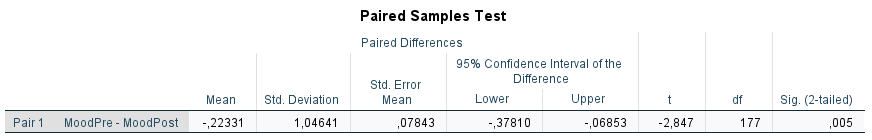 Paired Samples Test
Paired Differences
95% Confidence Interval of the
Difference
Std. Error
Mean Std. Deviation Mean Lower Upper t df Sig. (2-tailed)
Pair 1 MoodPre - MoodPost -,22331 1,04641 ,07843 -,37810 -,06853 -2,847 177 ,005